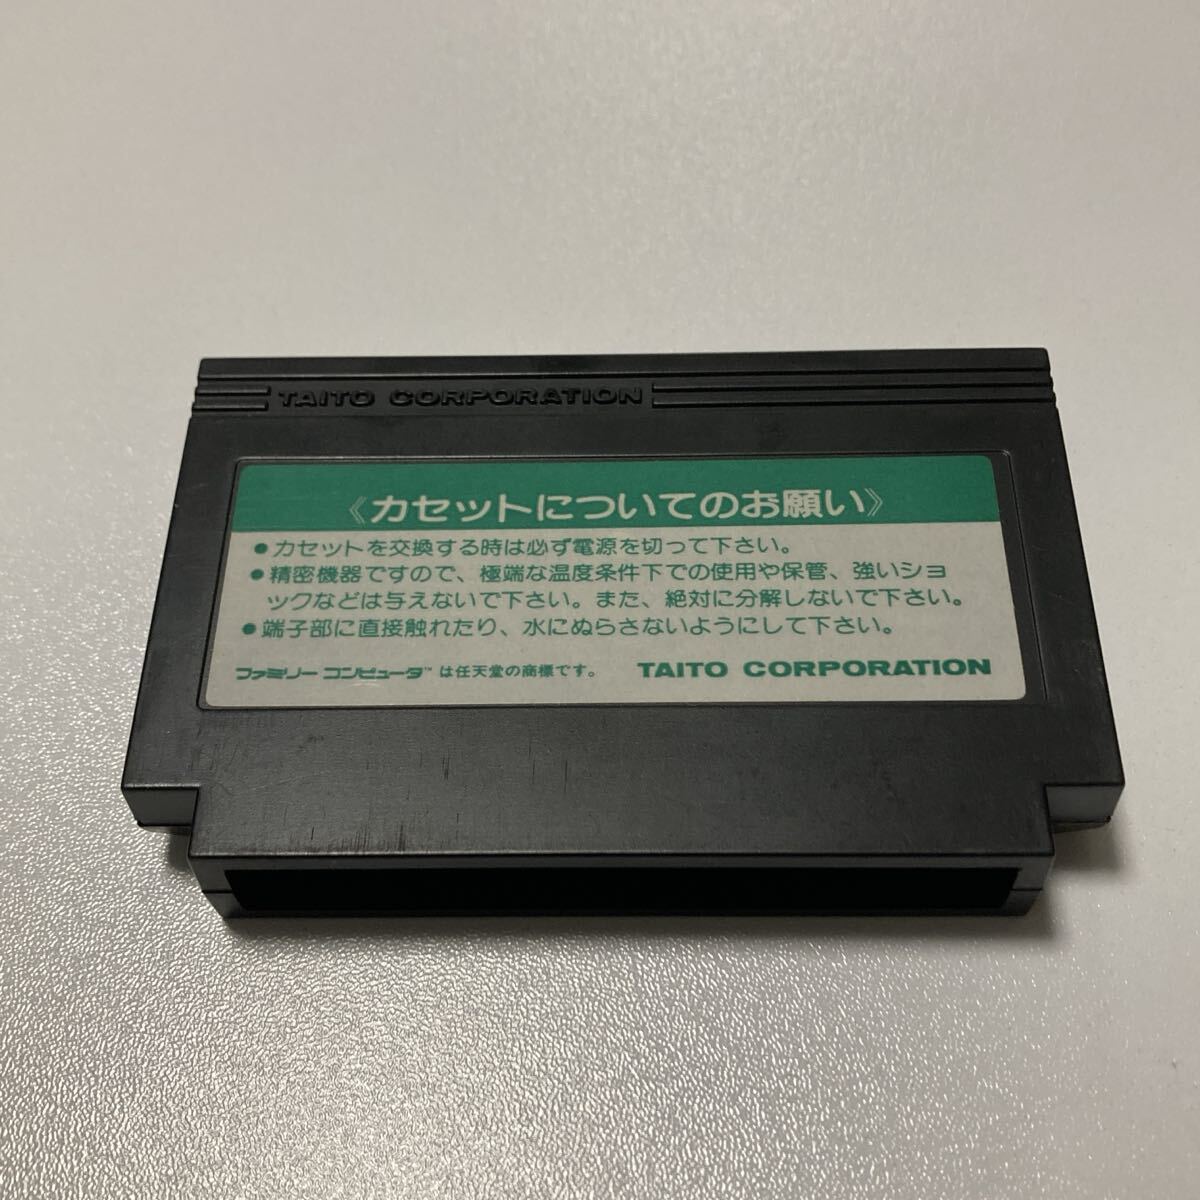 TAITO CORPORATION
《カセットについてのお願い》
●カセットを交換する時は必ず電源を切って下さい。
●精密機器ですので、極端な温度条件下での使用や保管、強いショ
ックなどは与えないで下さい。また、絶対に分解しないで下さい。
●端子部に直接触れたり、水にぬらさないようにして下さい。
ファミリーコンピュータ™は任天堂の商標です。 TAITO CORPORATION